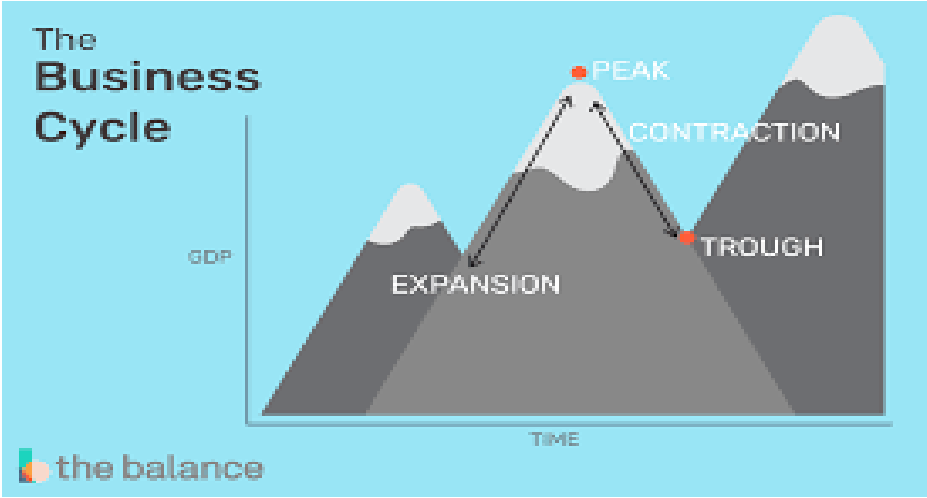 The
Business
Cycle
PEAK
CONTRACTION
GDP
TROUGH
EXPANSION
TIME
the balance